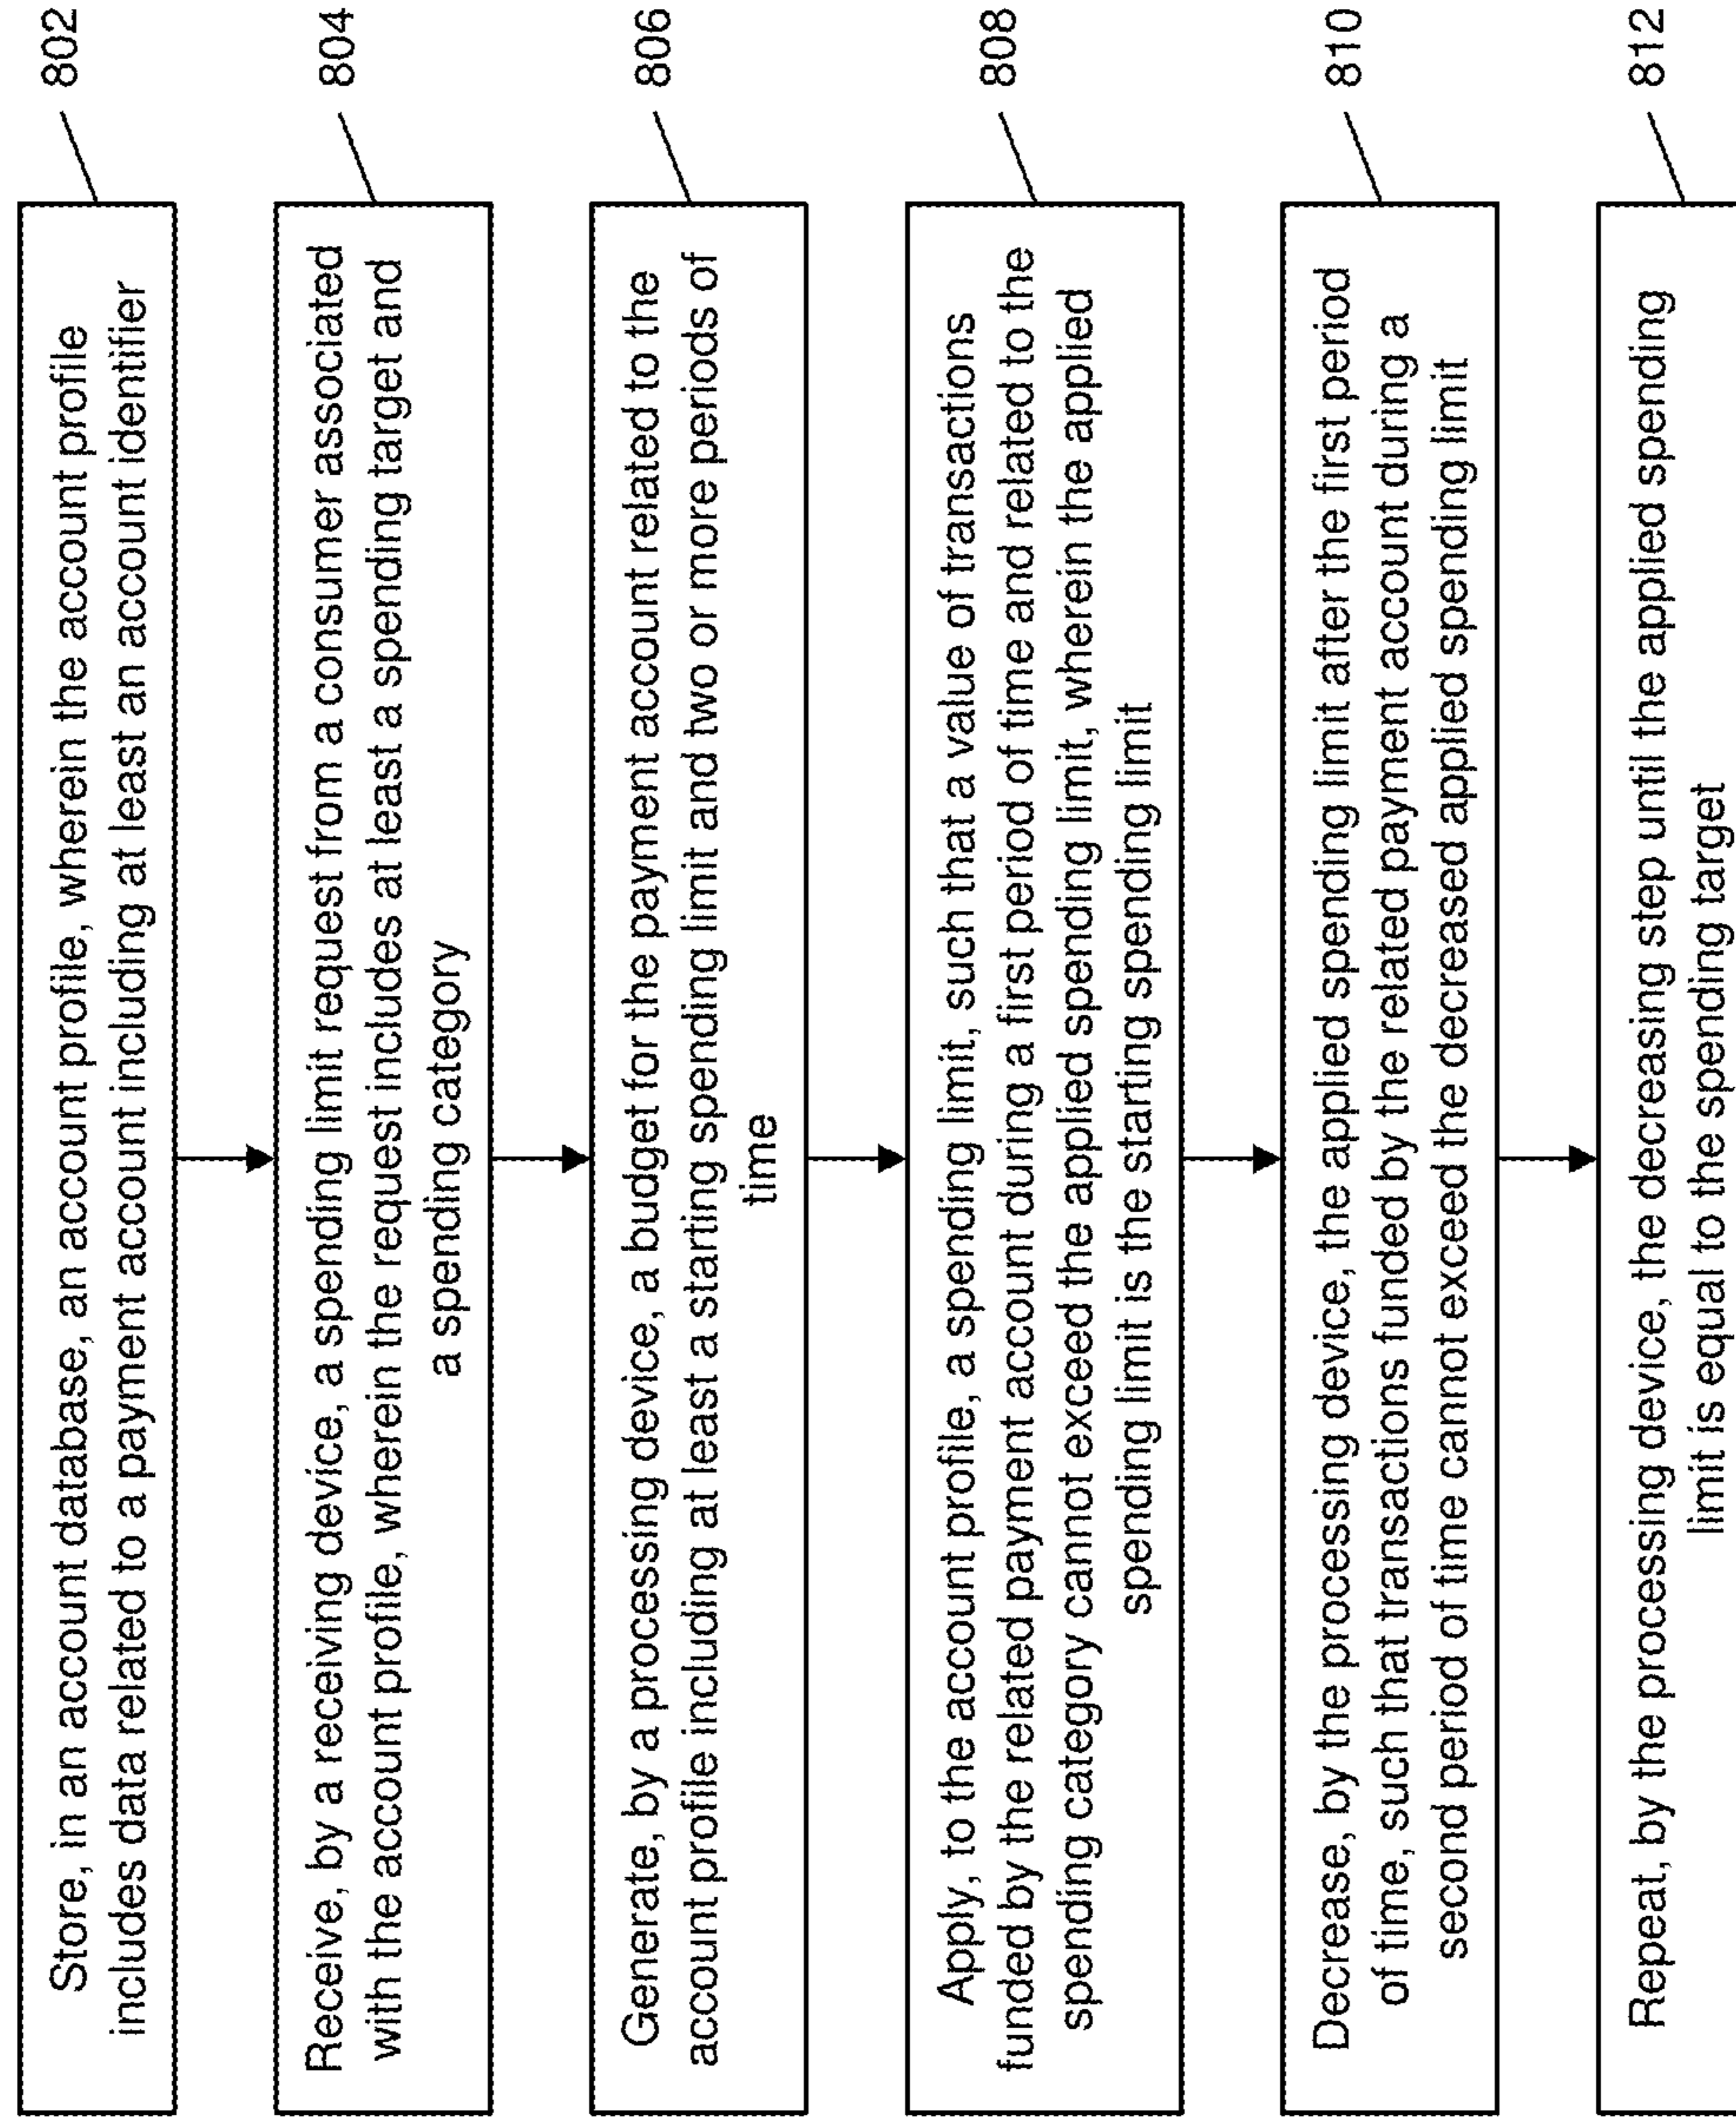 Store, in an account database, an account profile, wherein the account profile
includes data related to a payment account including at least an account identifier
802
Receive, by a receiving device, a spending limit request from a consumer associated
with the account profile, wherein the request includes at least a spending target and
a spending category
804
Generate, by a processing device, a budget for the payment account related to the
account profile including at least a starting spending limit and two or more periods of
time
806
Apply, to the account profile, a spending limit, such that a value of transactions
funded by the related payment account during a first period of time and related to the
spending category cannot exceed the applied spending limit, wherein the applied
spending limit is the starting spending limit
808
Decrease, by the processing device, the applied spending limit after the first period
of time, such that transactions funded by the related payment account during a
second period of time cannot exceed the decreased applied spending limit
810
Repeat, by the processing device, the decreasing step until the applied spending
limit is equal to the spending target
812